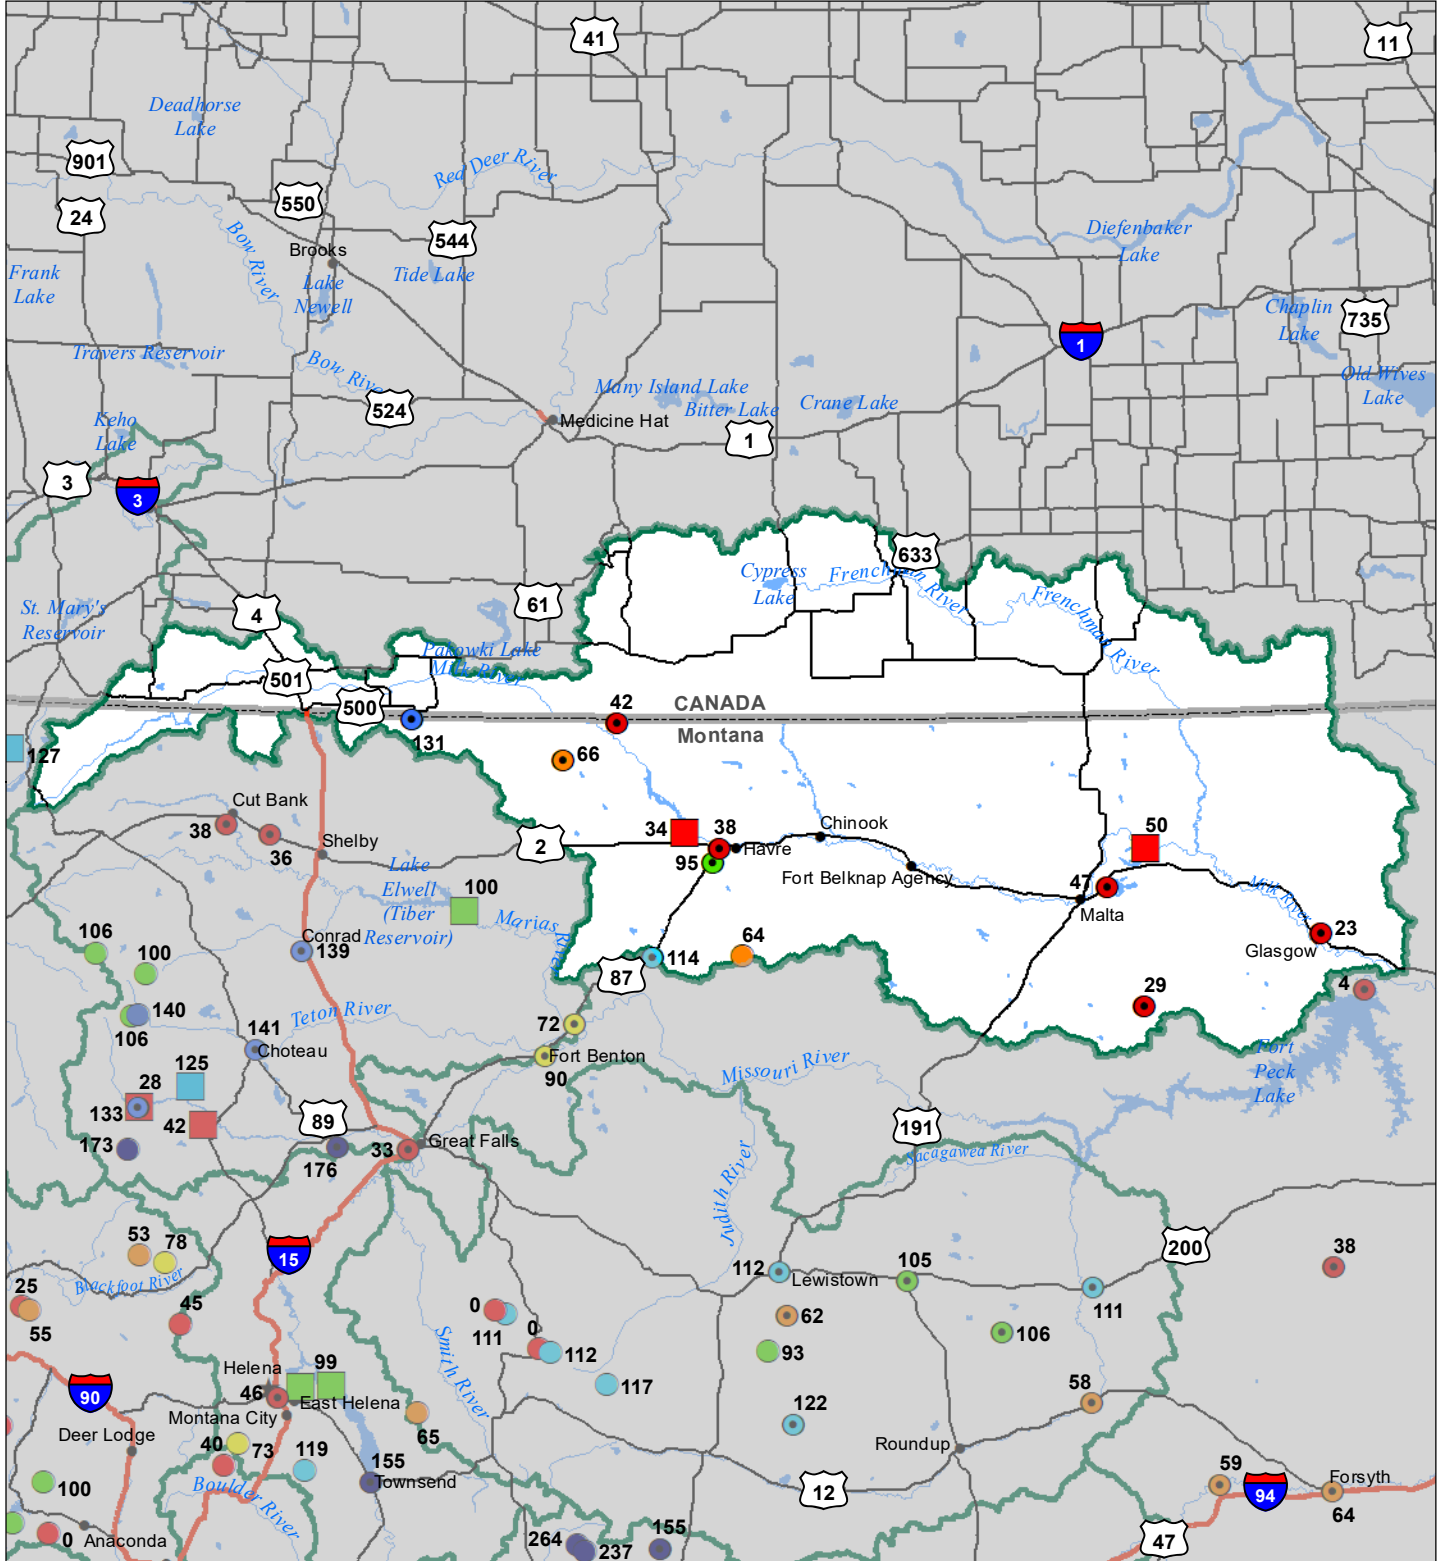 41
11
Deadhorse
Lake
901
550
24
Red Deer River
Bow River
Brooks
544
Diefenbaker
Lake
Frank
Lake
Lake
Newell
Tide Lake
Chaplin
Lake
735
1
Travers Reservoir
Bow River
524
Many Island Lake
Bitter Lake
Crane Lake
Old Wives
Lake
Keho
Lake
Medicine Hat
1
3
3
633
Cypress
Lake
Frenchman River
Frenchman River
61
4
St. Mary's
Reservoir
Pakowki Lake
Milk River
501
500
CANADA
Montana
42
131
66
127
Cut Bank
38
36
Shelby
2
34
38
Havre
95
Chinook
50
Fort Belknap Agency
47
Malta
Milk River
23
Glasgow
Lake
Elwell
(Tiber
Reservoir)
100
Marias River
Conrad
139
106
100
114
64
87
29
4
140
106
Teton River
72
141
Choteau
Fort Benton
90
Missouri River
Fort
Peck
Lake
125
28
133
42
89
191
173
176
33
Great Falls
Sacagawea River
Judith River
53
78
15
200
38
Blackfoot River
112
Lewistown
105
111
25
55
45
0
111
0
112
62
93
106
Smith River
Helena
99
46
East Helena
117
58
90
Montana City
122
Deer Lodge
40
73
119
65
Roundup
155
Townsend
100
Boulder River
12
59
94
Forsyth
64
0
Anaconda
264
237
155
47